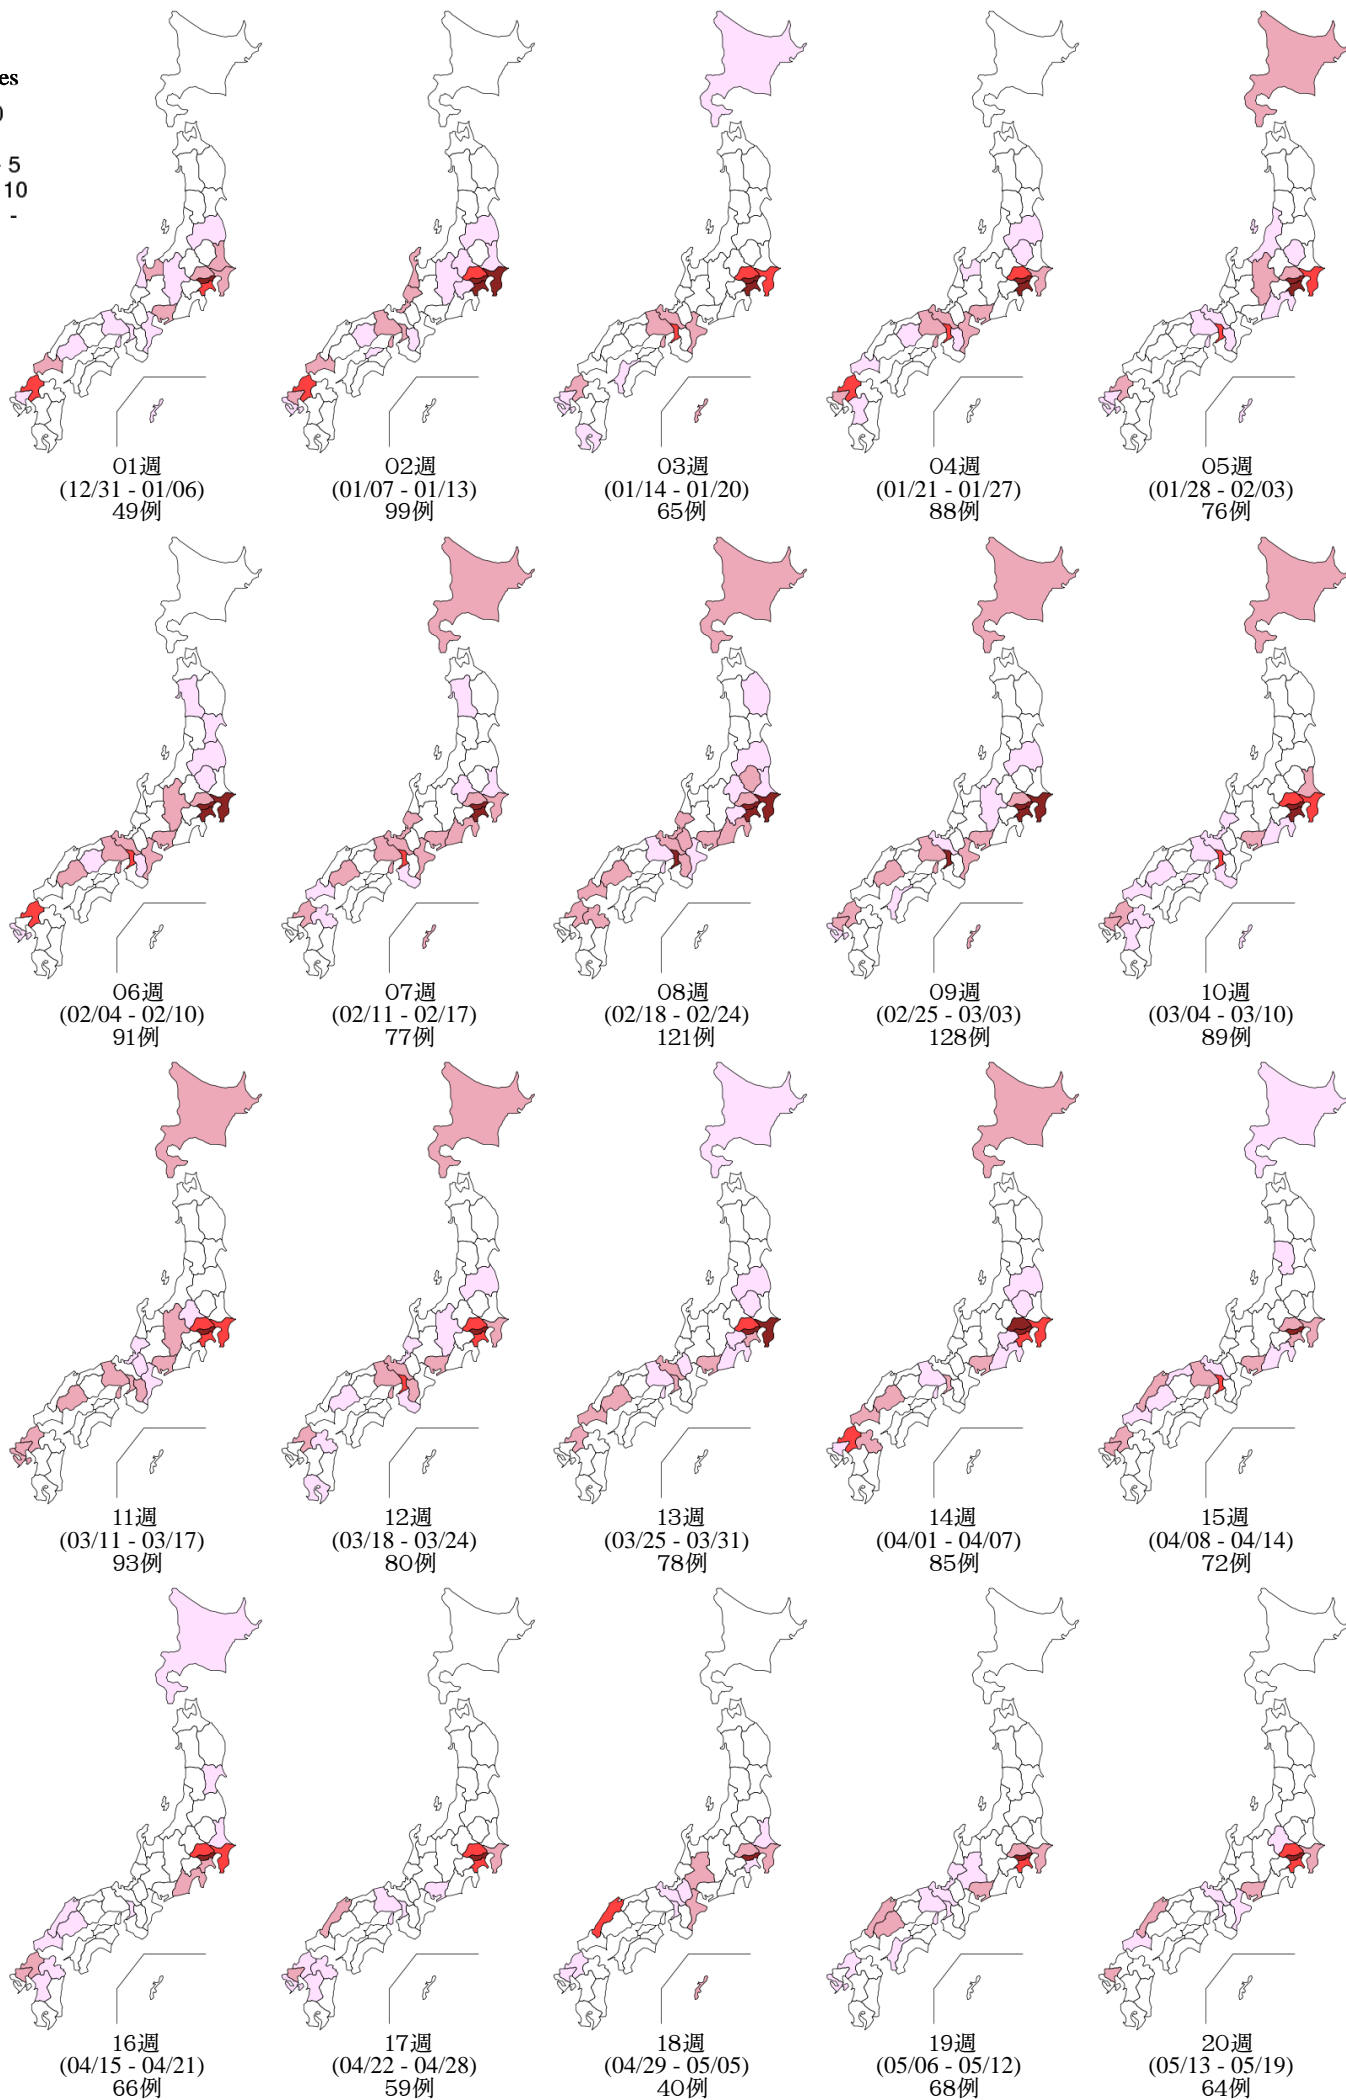 es
0
5
10
-
01週
(12/31 - 01/06)
49例
02週
(01/07 - 01/13)
99例
03週
(01/14 - 01/20)
65例
04週
(01/21 - 01/27)
88例
05週
(01/28 - 02/03)
76例
06週
(02/04 - 02/10)
91例
07週
(02/11 - 02/17)
77例
08週
(02/18 - 02/24)
121例
09週
(02/25 - 03/03)
128例
10週
(03/04 - 03/10)
89例
11週
(03/11 - 03/17)
93例
12週
(03/18 - 03/24)
80例
13週
(03/25 - 03/31)
78例
14週
(04/01 - 04/07)
85例
15週
(04/08 - 04/14)
72例
16週
(04/15 - 04/21)
66例
17週
(04/22 - 04/28)
59例
18週
(04/29 - 05/05)
40例
19週
(05/06 - 05/12)
68例
20週
(05/13 - 05/19)
64例